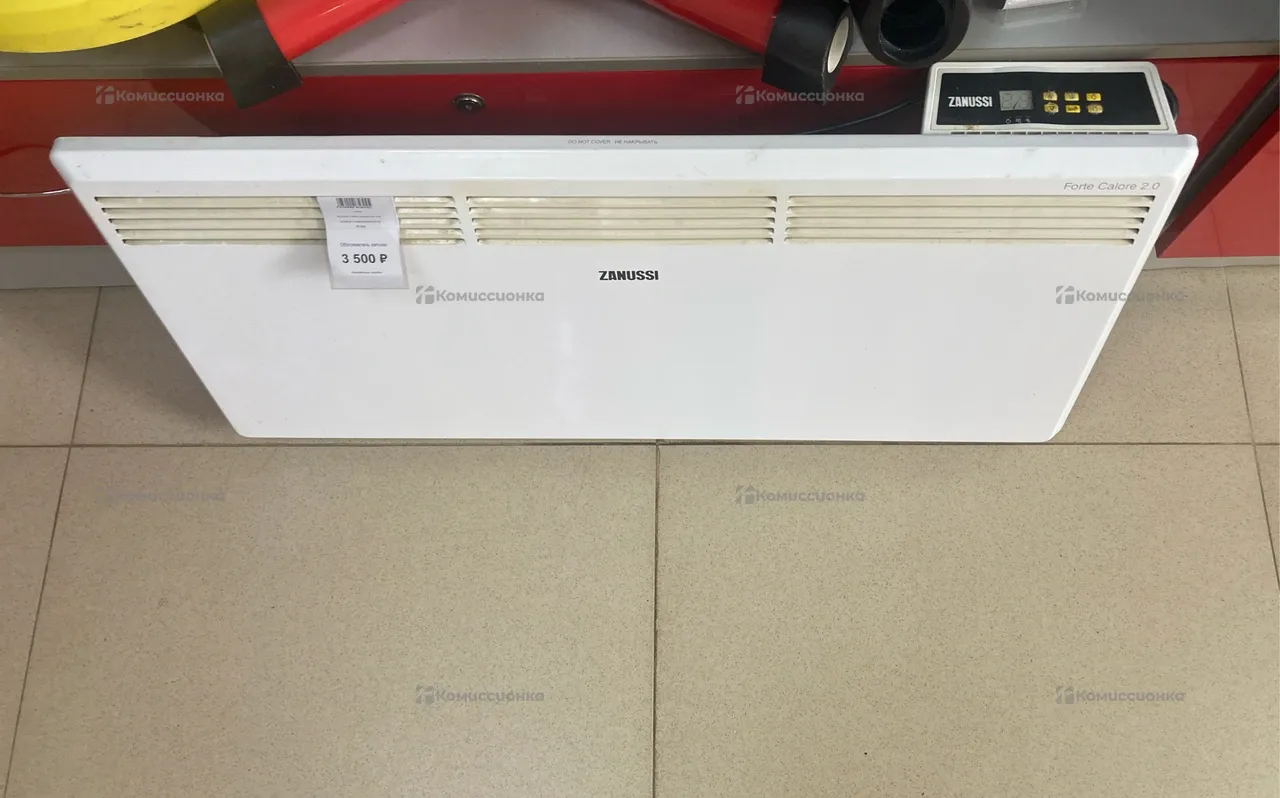 Комиссионка
Комиссионка
ZANUSSI
DO NOT COVER НЕ НАКРЫВАТЬ
Forte Calore 2.0
3 500 ₽
ZANUSSI
Комиссионка
Комиссионка
Комиссионка
Комиссионка
Комиссионка
Комиссионка